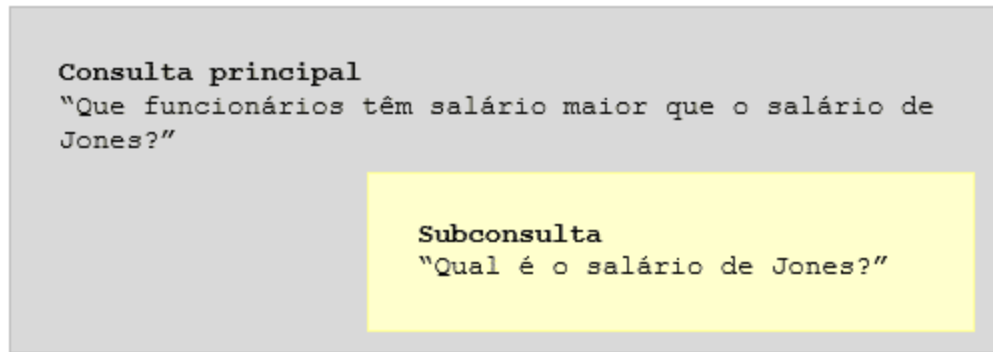 Consulta principal
“Que funcionários têm salário maior que o salário de
Jones?”
Subconsulta
“Qual é o salário de Jones?”